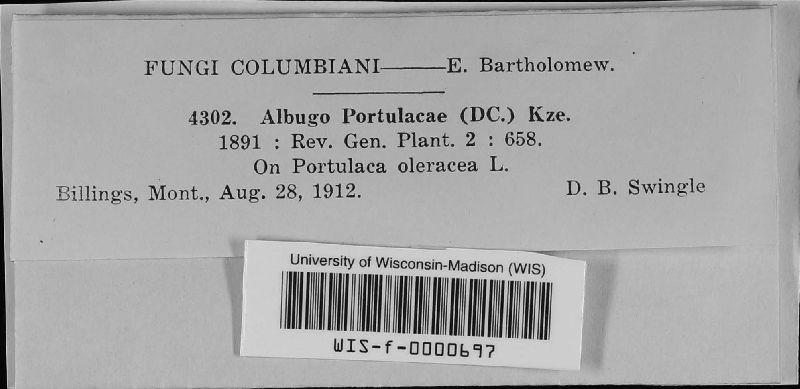 FUNGI COLUMBIANI——E. Bartholomew.
4302. Albugo Portulacae (DC.) Kze.
1891 : Rev. Gen. Plant. 2 : 658.
On Portulaca oleracea L.
Billings, Mont., Aug. 28, 1912. D. B. Swingle
University of Wisconsin-Madison (WIS)
WIS-f-0000697